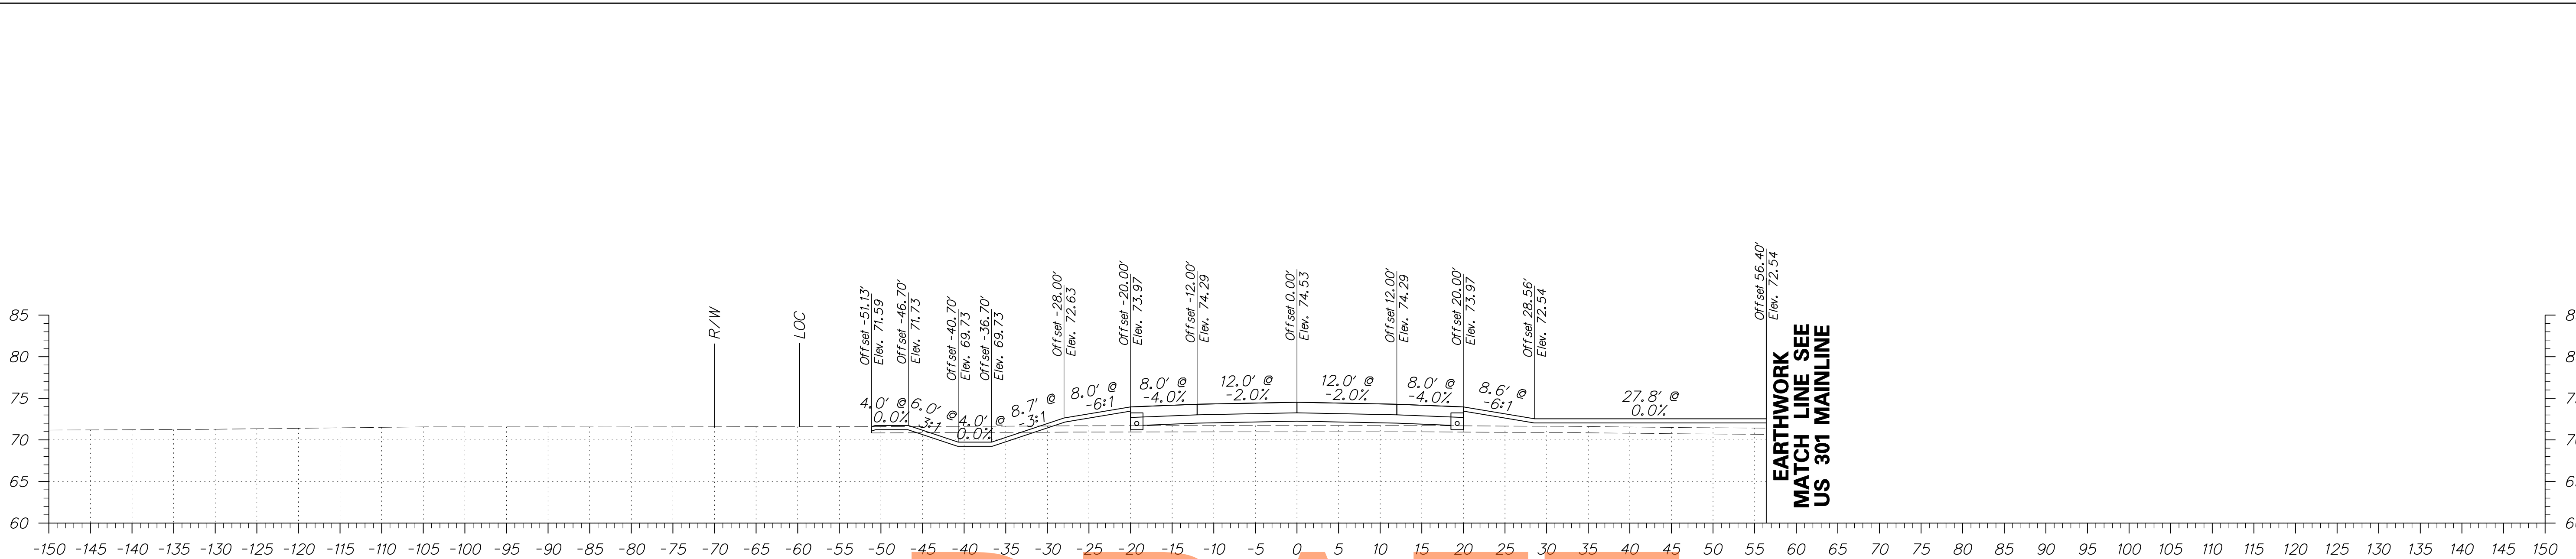 Offset -51.13'
Elev. 71.59
Offset -46.70'
Elev. 71.73
Offset -40.70'
Elev. 69.73
Offset -36.70'
Elev. 69.73
Offset -28.00'
Elev. 72.63
Offset -20.00'
Elev. 73.97
Offset -12.00'
Elev. 74.29
Offset 0.00'
Elev. 74.53
Offset 12.00'
Elev. 74.29
Offset 20.00'
Elev. 73.97
Offset 28.56'
Elev. 72.54
Offset 56.40'
Elev. 72.54
R/W
LOC
4.0' @
0.0%
6.0' @
3:1
4.0' @
0.0%
8.7' @
-3:1
8.0' @
-6:1
8.0' @
-4.0%
12.0' @
-2.0%
12.0' @
-2.0%
8.0' @
-4.0%
8.6' @
-6:1
27.8' @
0.0%
EARTHWORK
MATCH LINE SEE
US 301 MAINLINE
85
80
75
70
65
60
-150 -145 -140 -135 -130 -125 -120 -115 -110 -105 -100 -95 -90 -85 -80 -75 -70 -65 -60 -55 -50 -45 -40 -35 -30 -25 -20 -15 -10 -5 0 5 10 15 20 25 30 35 40 45 50 55 60 65 70 75 80 85 90 95 100 105 110 115 120 125 130 135 140 145 150